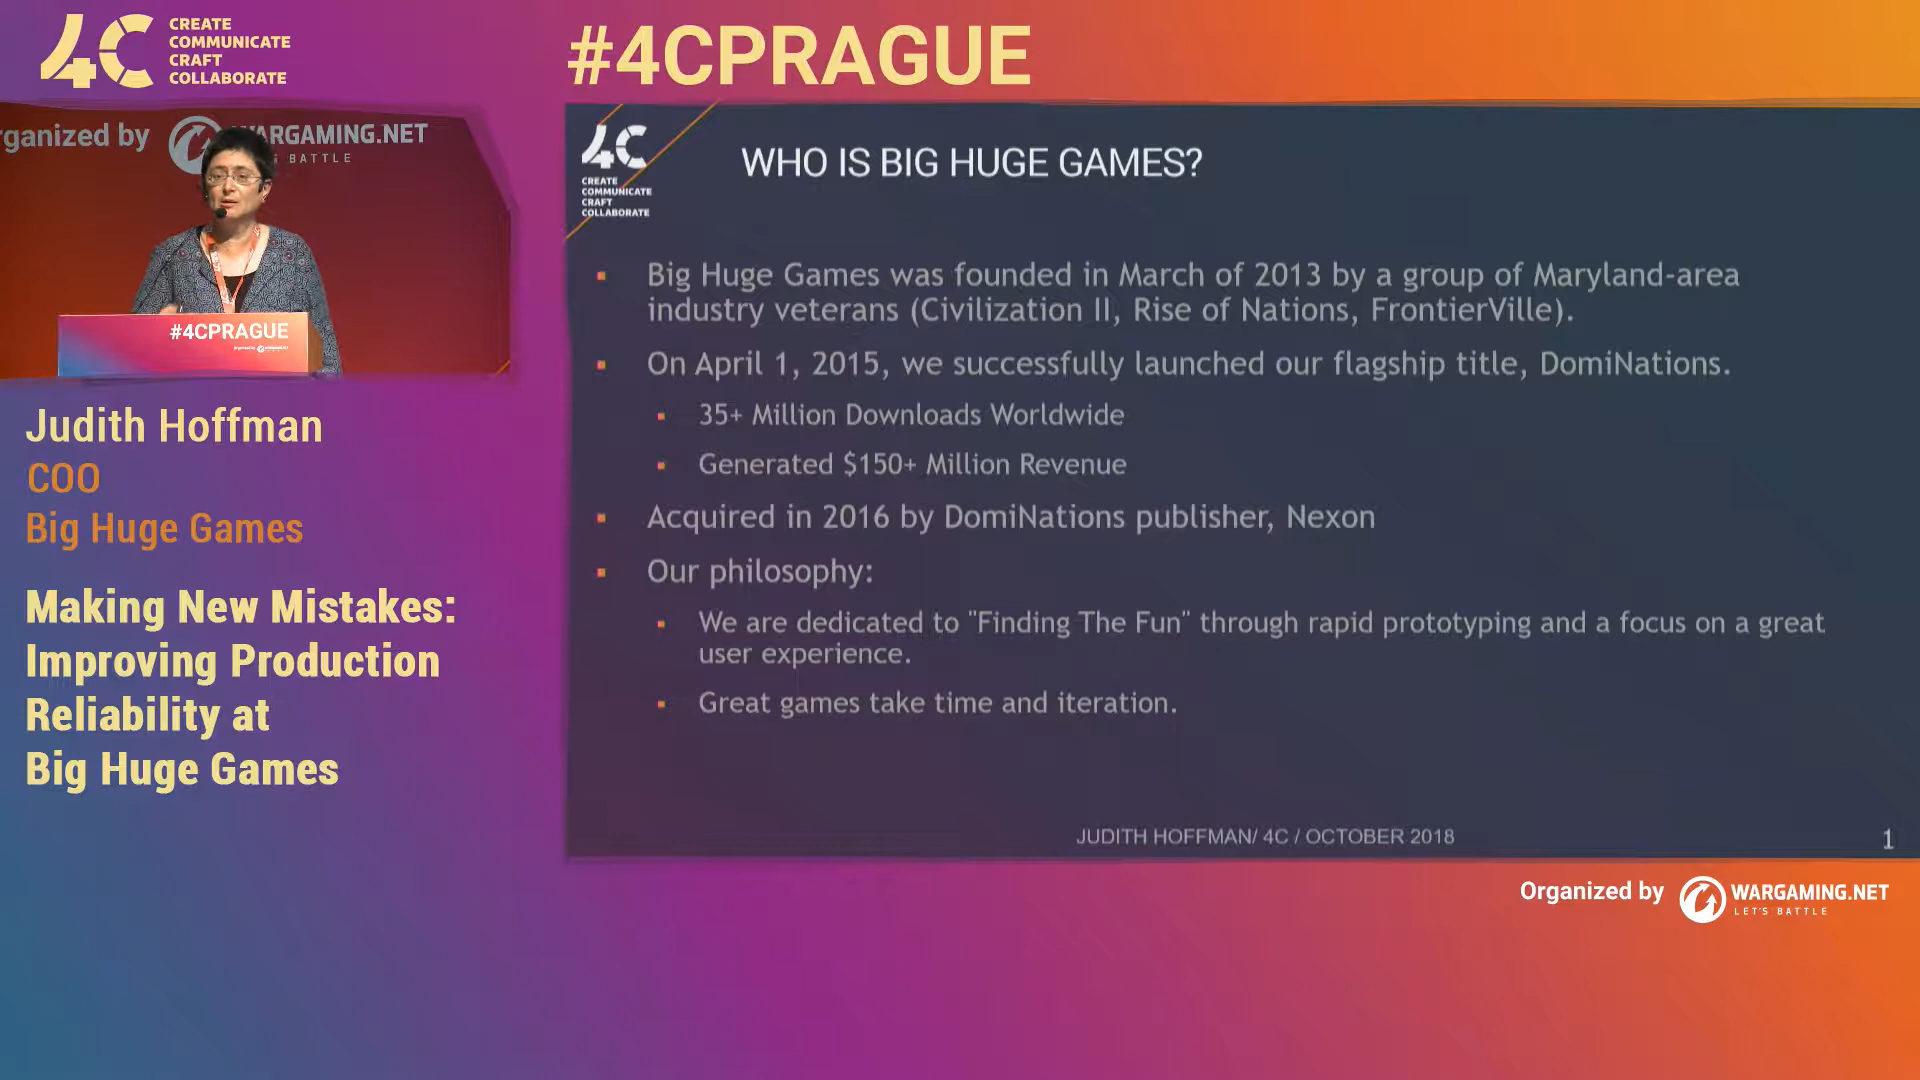 4C
CREATE
COMMUNICATE
CRAFT
COLLABORATE
#4CPRAGUE
rganized by
WARGAMING.NET
BATTLE
#4CPRAGUE
Judith Hoffman
COO
Big Huge Games
Making New Mistakes:
Improving Production
Reliability at
Big Huge Games
4C
CREATE
COMMUNICATE
CRAFT
COLLABORATE
WHO IS BIG HUGE GAMES?
Big Huge Games was founded in March of 2013 by a group of Maryland-area
industry veterans (Civilization II, Rise of Nations, FrontierVille).
On April 1, 2015, we successfully launched our flagship title, DomiNations.
35+ Million Downloads Worldwide
Generated $150+ Million Revenue
Acquired in 2016 by DomiNations publisher, Nexon
Our philosophy:
We are dedicated to "Finding The Fun" through rapid prototyping and a focus on a great
user experience.
Great games take time and iteration.
JUDITH HOFFMAN/ 4C / OCTOBER 2018
1
Organized by
WARGAMING.NET
LET'S BATTLE